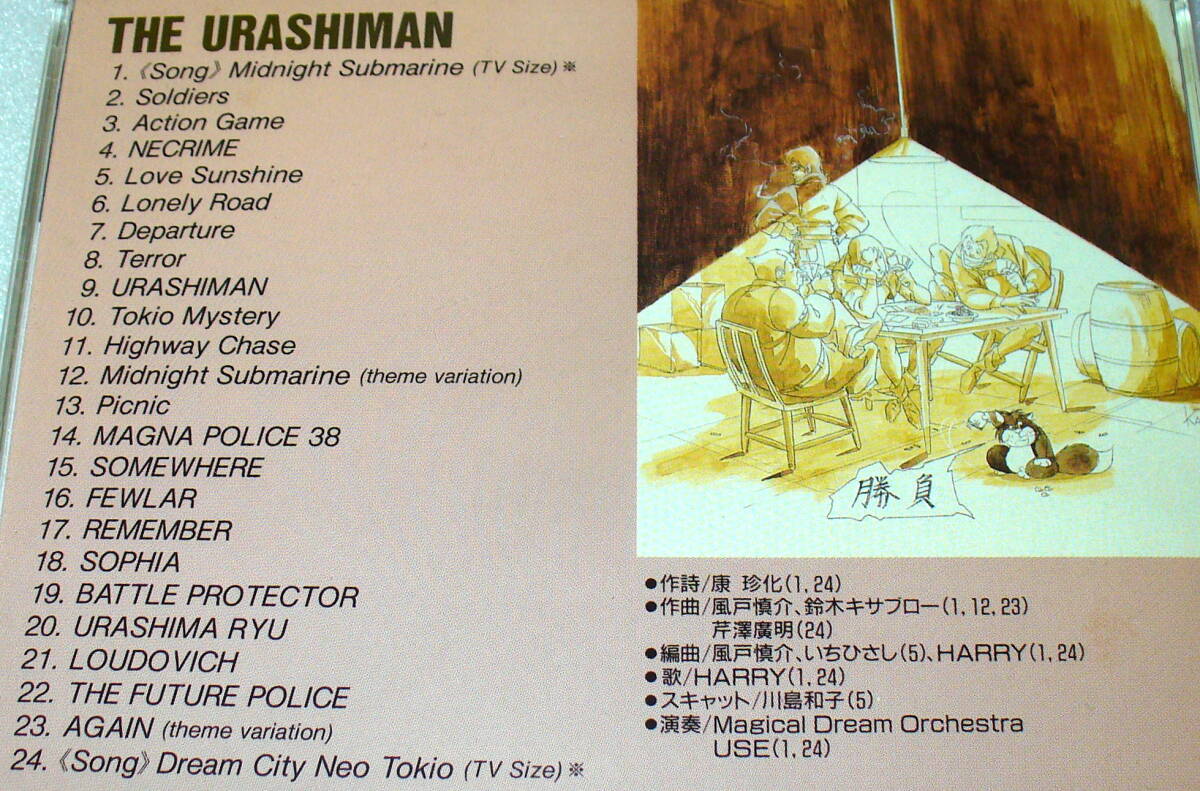 THE URASHIMAN
1.《Song》Midnight Submarine (TV Size)※
2. Soldiers
3. Action Game
4. NECRIME
5. Love Sunshine
6. Lonely Road
7. Departure
8. Terror
9. URASHIMAN
10. Tokio Mystery
11. Highway Chase
12. Midnight Submarine (theme variation)
13. Picnic
14. MAGNA POLICE 38
15. SOMEWHERE
16. FEWLAR
17. REMEMBER
18. SOPHIA
19. BATTLE PROTECTOR
20. URASHIMA RYU
21. LOUDOVICH
22. THE FUTURE POLICE
23. AGAIN (theme variation)
24.《Song》Dream City Neo Tokio (TV Size)※
勝負
●作詩/康 珍化(1,24)
●作曲/風戸慎介、鈴木キサブロー(1,12,23)
芹澤廣明(24)
●編曲/風戸慎介、いちひさし(5)、HARRY(1,24)
●歌/HARRY(1,24)
●スキャット/川島和子(5)
●演奏/Magical Dream Orchestra
USE(1,24)